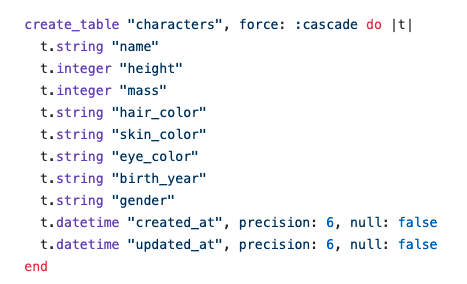 create_table "characters", force: :cascade do |t|
  t.string "name"
  t.integer "height"
  t.integer "mass"
  t.string "hair_color"
  t.string "skin_color"
  t.string "eye_color"
  t.string "birth_year"
  t.string "gender"
  t.datetime "created_at", precision: 6, null: false
  t.datetime "updated_at", precision: 6, null: false
end